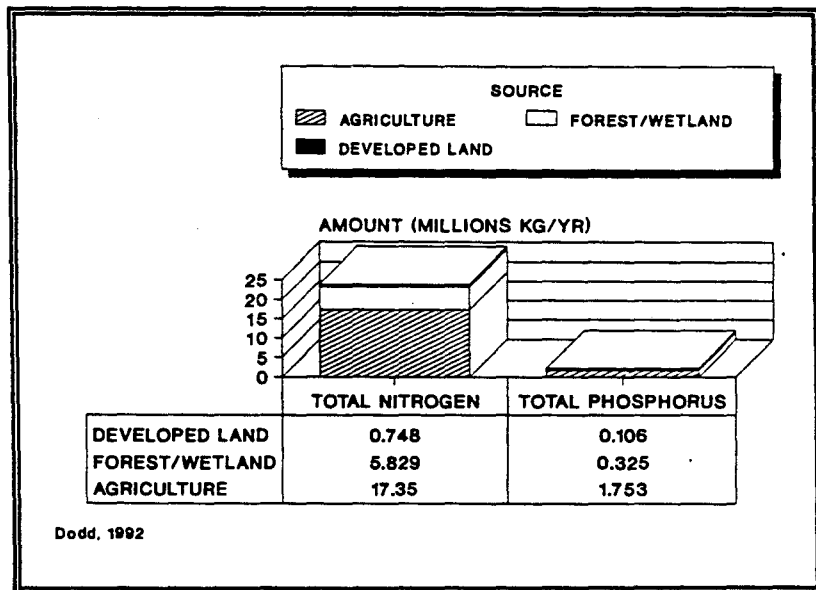 SOURCE
AGRICULTURE FOREST/WETLAND
DEVELOPED LAND
AMOUNT (MILLIONS KG/YR)
25
20
15
10
5
0
TOTAL NITROGEN TOTAL PHOSPHORUS
DEVELOPED LAND 0.748 0.106
FOREST/WETLAND 5.829 0.325
AGRICULTURE 17.35 1.753
Dodd, 1992